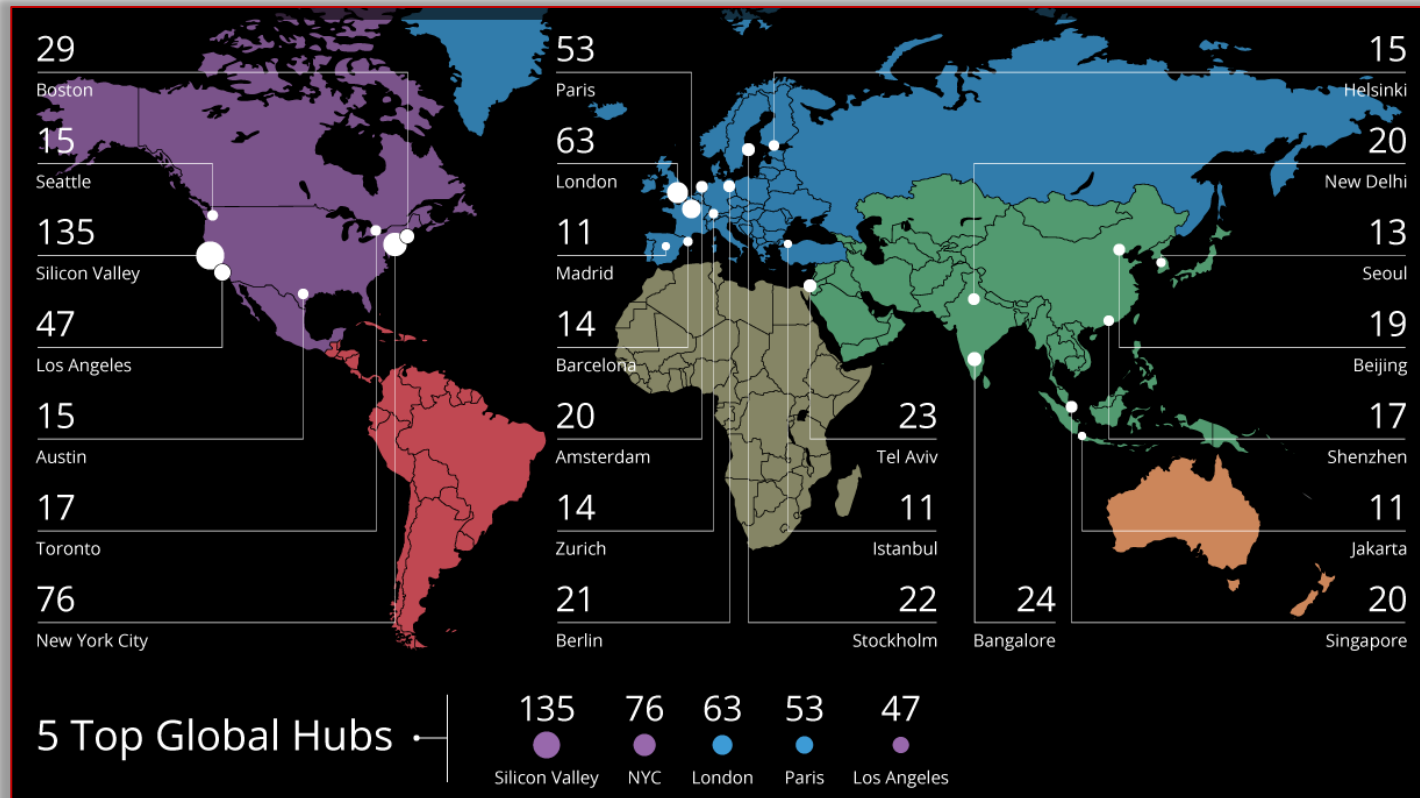 29
Boston
15
Seattle
135
Silicon Valley
47
Los Angeles
15
Austin
17
Toronto
76
New York City
53
Paris
63
London
11
Madrid
14
Barcelona
20
Amsterdam
14
Zurich
21
Berlin
23
Tel Aviv
11
Istanbul
22
Stockholm
24
Bangalore
15
Helsinki
20
New Delhi
13
Seoul
19
Beijing
17
Shenzhen
11
Jakarta
20
Singapore
5 Top Global Hubs
135 76 63 53 47
Silicon Valley NYC London Paris Los Angeles